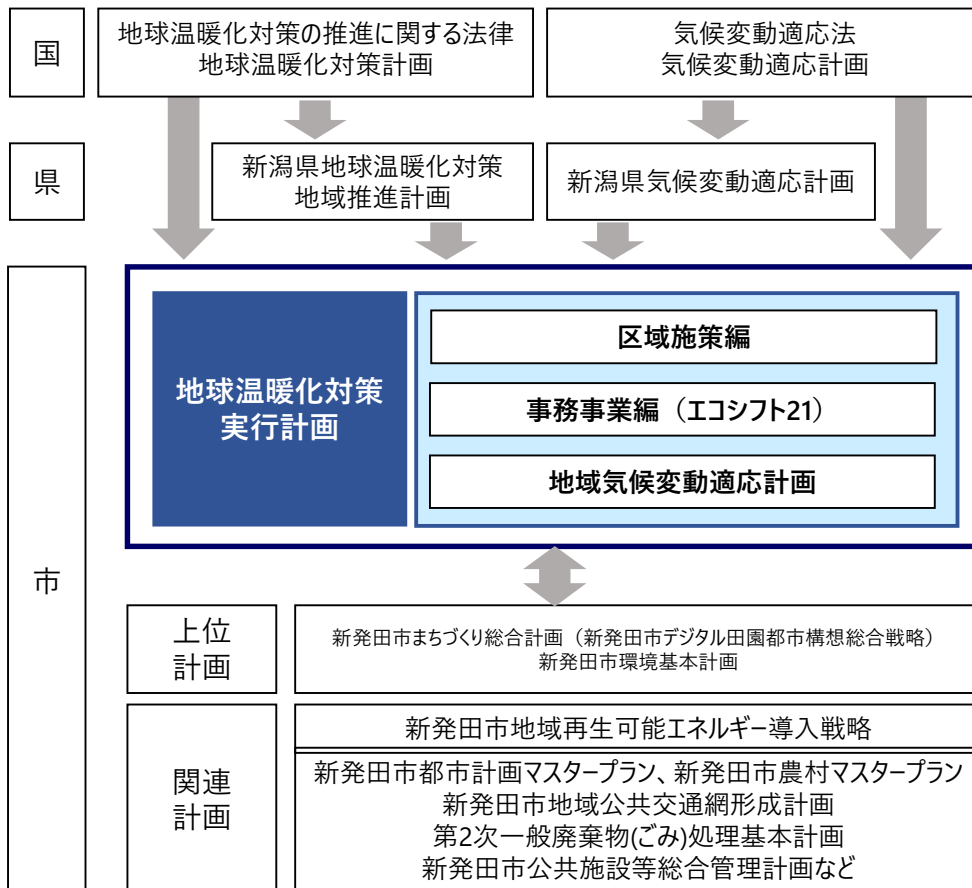 国
地球温暖化対策の推進に関する法律
地球温暖化対策計画
気候変動適応法
気候変動適応計画
県
新潟県地球温暖化対策
地域推進計画
新潟県気候変動適応計画
市
地球温暖化対策
実行計画
区域施策編
事務事業編（エコシフト21）
地域気候変動適応計画
上位
計画
新発田市まちづくり総合計画（新発田市デジタル田園都市構想総合戦略）
新発田市環境基本計画
関連
計画
新発田市地域再生可能エネルギー導入戦略
新発田市都市計画マスタープラン、新発田市農村マスタープラン
新発田市地域公共交通網形成計画
第2次一般廃棄物(ごみ)処理基本計画
新発田市公共施設等総合管理計画など